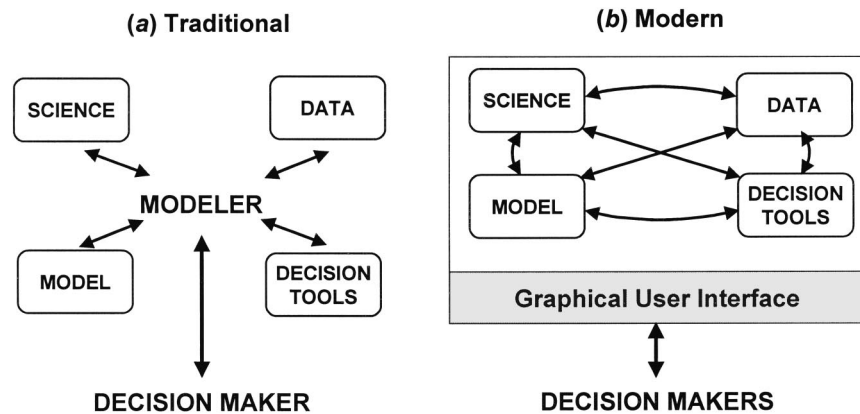 (a) Traditional
SCIENCE
DATA
MODELER
MODEL
DECISION
TOOLS
DECISION MAKER
(b) Modern
SCIENCE
DATA
MODEL
DECISION
TOOLS
Graphical User Interface
DECISION MAKERS